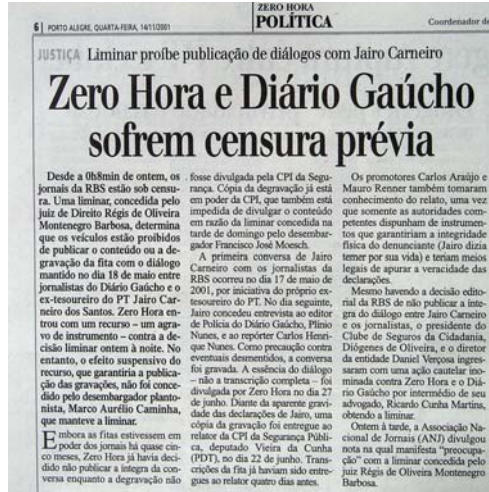 ZERO HORA
6 | PORTO ALEGRE, QUARTA-FEIRA, 14/11/2001
POLÍTICA
Coordenador de
JUSTIÇA Liminar proíbe publicação de diálogos com Jairo Carneiro
Zero Hora e Diário Gaúcho
sofrem censura prévia
Desde a 0h8min de ontem, os
jornais da RBS estão sob censu-
ra. Uma liminar, concedida pelo
juiz de Direito Régis de Oliveira
Montenegro Barbosa, determina
que os veículos estão proibidos
de publicar o conteúdo ou a de-
gravação da fita com o diálogo
mantido no dia 18 de maio entre
jornalistas do Diário Gaúcho e o
ex-tesoureiro do PT Jairo Car-
neiro dos Santos. Zero Hora en-
trou com um recurso – um agra-
vo de instrumento – contra a de-
cisão liminar ontem à noite. No
entanto, o efeito suspensivo do
recurso, que garantiria a publica-
ção das gravações, não foi conce-
dido pelo desembargador planto-
nista, Marco Aurélio Caminha,
que manteve a liminar.
Embora as fitas estivessem em
poder dos jornais há quase cin-
co meses, Zero Hora já havia deci-
dido não publicar a íntegra da con-
versa enquanto a degravação não
fosse divulgada pela CPI da Segu-
rança. Cópia da degravação já está
em poder da CPI, que também está
impedida de divulgar o conteúdo
em razão da liminar concedida na
tarde de domingo pelo desembar-
gador Francisco José Moesch.
A primeira conversa de Jairo
Carneiro com os jornalistas da
RBS ocorreu no dia 17 de maio de
2001, por iniciativa do próprio ex-
tesoureiro do PT. No dia seguinte,
Jairo concedeu entrevista ao editor
de Polícia do Diário Gaúcho, Plínio
Nunes, e ao repórter Carlos Henri-
que Nunes. Como precaução contra
eventuais desmentidos, a conversa
foi gravada. A essência do diálogo
– não a transcrição completa – foi
divulgada por Zero Hora no dia 27
de junho. Diante da aparente gravi-
dade das declarações de Jairo, uma
cópia da gravação foi entregue ao
relator da CPI da Segurança Públi-
ca, deputado Vieira da Cunha
(PDT), no dia 22 de junho. Trans-
crições da fita já haviam sido entre-
gues ao relator quatro dias antes.
Os promotores Carlos Araújo e
Mauro Renner também tomaram
conhecimento do relato, uma vez
que somente as autoridades com-
petentes dispunham de instrumen-
tos que garantiriam a integridade
física do denunciante (Jairo dizia
temer por sua vida) e teriam meios
legais de apurar a veracidade das
declarações.
Mesmo havendo a decisão edito-
rial da RBS de não publicar a ínte-
gra do diálogo entre Jairo Carneiro
e os jornalistas, o presidente do
Clube de Seguros da Cidadania,
Diógenes de Oliveira, e o diretor
da entidade Daniel Verçosa ingres-
saram com uma ação cautelar ino-
minada contra Zero Hora e o Diá-
rio Gaúcho por intermédio de seu
advogado, Ricardo Cunha Martins,
obtendo a liminar.
Ontem à tarde, a Associação Na-
cional de Jornais (ANJ) divulgou
nota na qual manifesta “preocupa-
ção” com a liminar concedida pelo
juiz Régis de Oliveira Montenegro
Barbosa.